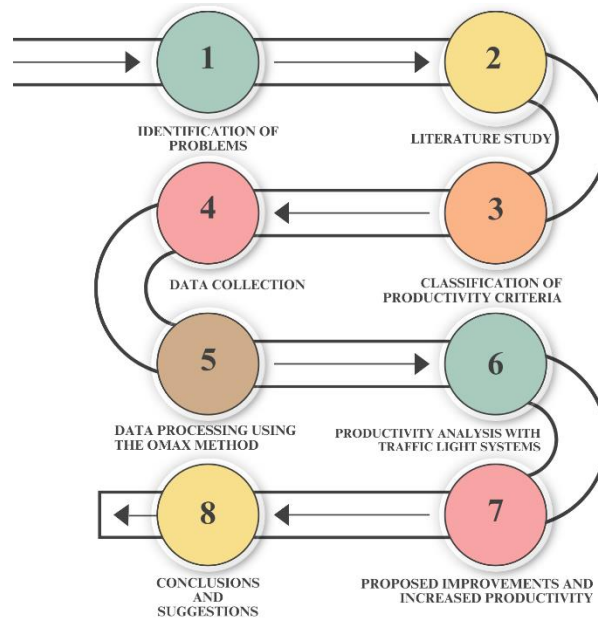 1
IDENTIFICATION OF
PROBLEMS
2
LITERATURE STUDY
3
CLASSIFICATION OF
PRODUCTIVITY CRITERIA
4
DATA COLLECTION
5
DATA PROCESSING USING
THE OMAX METHOD
6
PRODUCTIVITY ANALYSIS WITH
TRAFFIC LIGHT SYSTEMS
7
PROPOSED IMPROVEMENTS AND
INCREASED PRODUCTIVITY
8
CONCLUSIONS
AND
SUGGESTIONS